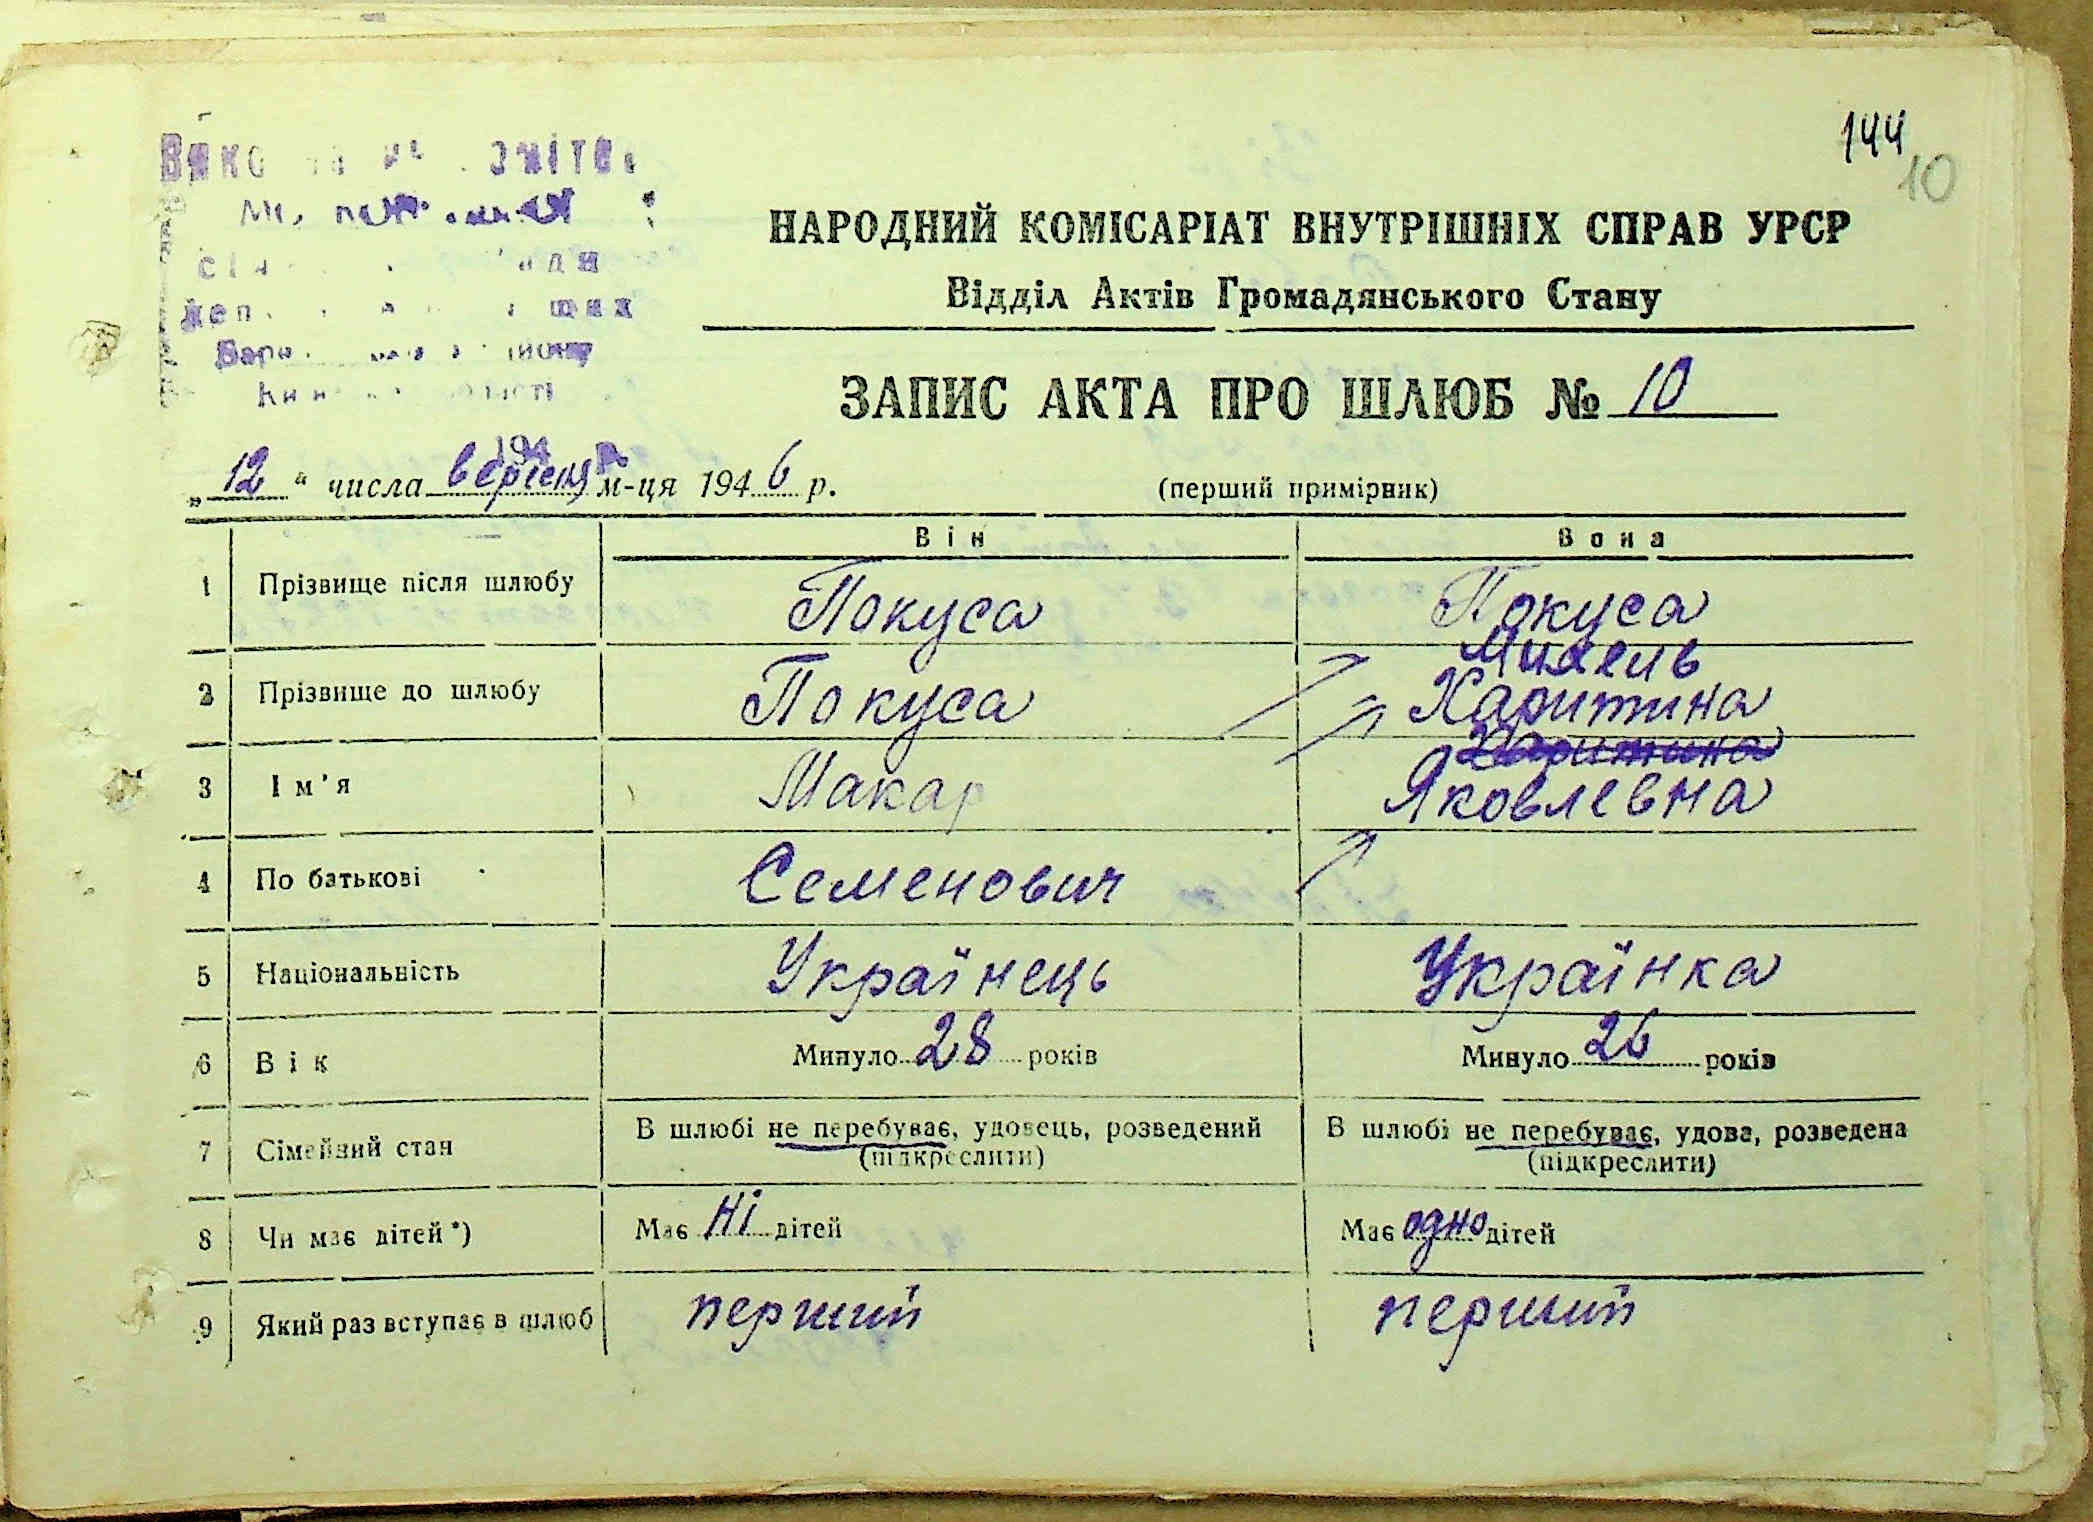 144
10
НАРОДНИЙ КОМІСАРІАТ ВНУТРІШНІХ СПРАВ УРСР
Відділ Актів Громадянського Стану
ЗАПИС АКТА ПРО ШЛЮБ № 10
194
„12“ числа вересня м-ця 1946 р.
(перший примірник)
Він Вона
1 Прізвище після шлюбу Покуса Покуса
Михель
2 Прізвище до шлюбу Покуса Харитина
Харитина
3 Ім’я Макар Яковлевна
4 По батькові Семенович
5 Національність Українець Українка
6 Вік Минуло 28 років Минуло 26 років
7 Сімейний стан В шлюбі не перебуває, удовець, розведений В шлюбі не перебуває, удова, розведена
(підкреслити) (підкреслити)
8 Чи має дітей*) Має ні дітей Має одно дітей
9 Який раз вступає в шлюб перший перший